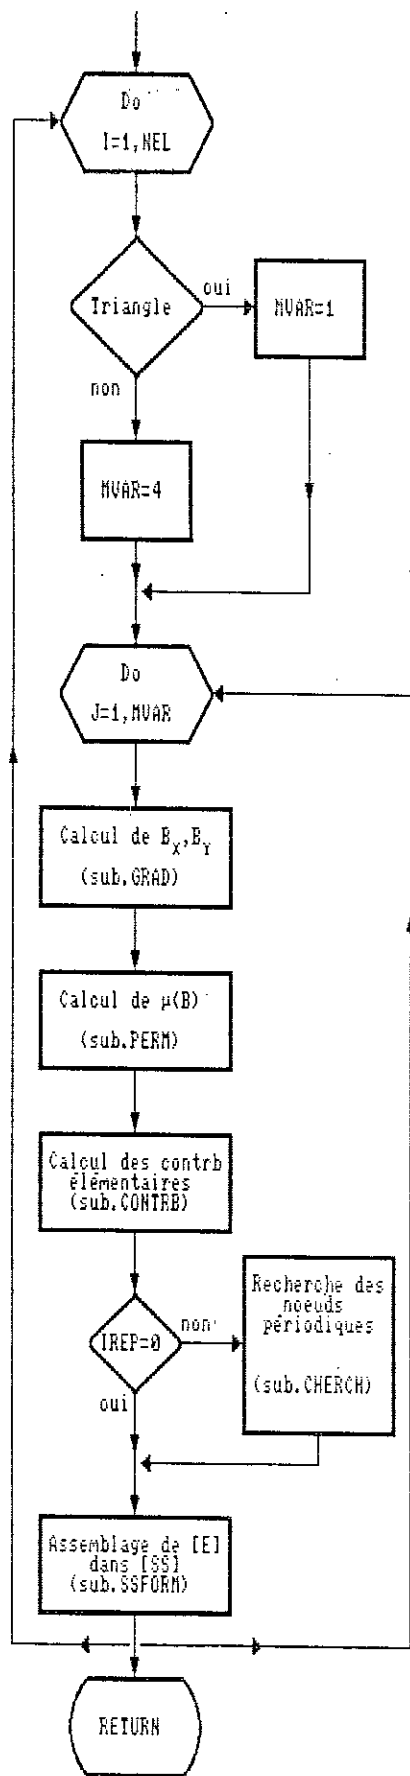 Do
I=1,NEL
Triangle
oui
MVAR=1
non
MVAR=4
Do
J=1,MVAR
Calcul de BX,BY
(sub.GRAD)
Calcul de µ(B)
(sub.PERM)
Calcul des contrb
élémentaires
(sub.CONTRB)
IREP=0
non
Recherche des
noeuds
périodiques
(sub.CHERCH)
oui
Assemblage de [E]
dans [SS]
(sub.SSFORM)
RETURN